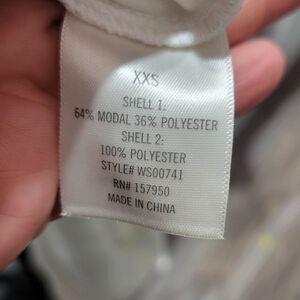 XXS
SHELL 1:
64% MODAL 36% POLYESTER
SHELL 2:
100% POLYESTER
STYLE# WS00741
RN# 157950
MADE IN CHINA